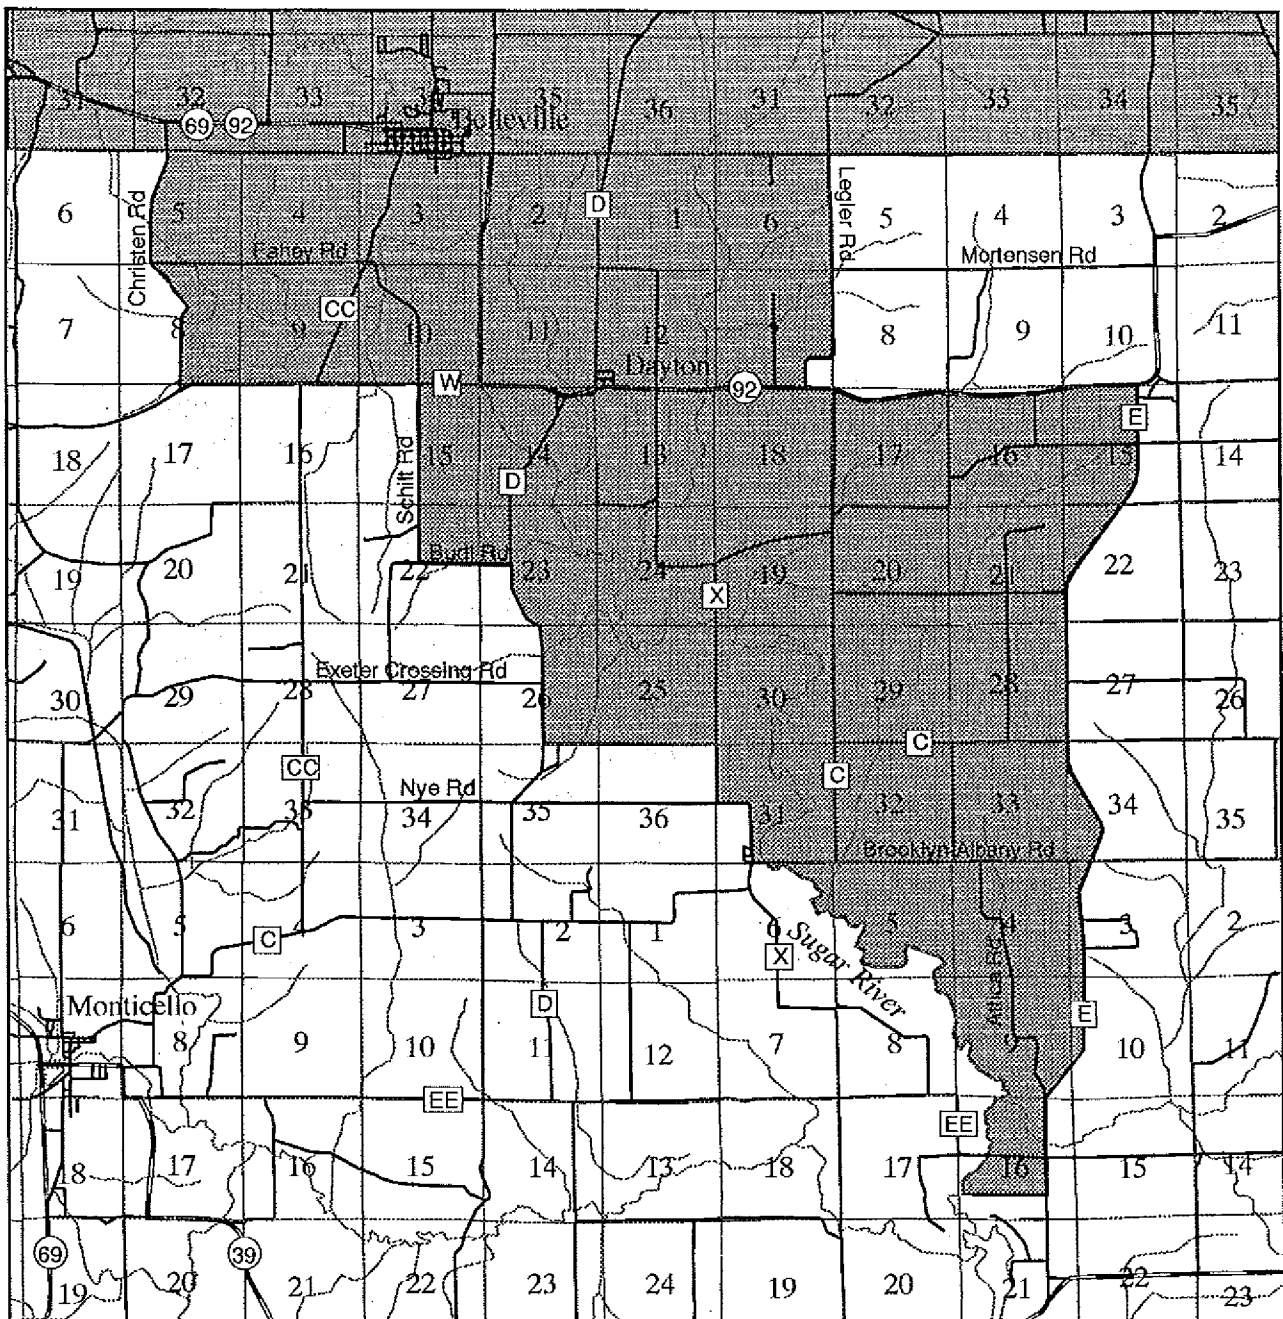 31 32 33 3 35 36 31 32 33 34 35
69 92
Belleville
6 Christen Rd 5 4 3 2 D 1 6 Legler Rd 5 4 3 2
Fahey Rd Mortensen Rd
7 8 CC 9 10 11 12 7 8 9 10 11
Dayton
W 92
E
18 17 16 Schitt Rd 15 14 13 18 17 16 15 14
D
19 20 21 22 Budl Rd 23 24 19 20 21 22 23
X
Exeter Crossing Rd
30 29 28 27 26 25 30 29 28 27 26
C
CC C
Nye Rd
31 32 33 34 35 36 31 32 33 34 35
Brooklyn Albany Rd
6 5 4 3 2 1 6 5 4 3 2
C X Sugar River Attica Rd
Monticello D E
8 9 10 11 12 7 8 10 11
EE EE
18 17 16 15 14 13 18 17 16 15 14
69 39
19 20 21 22 23 24 19 20 21 22 23